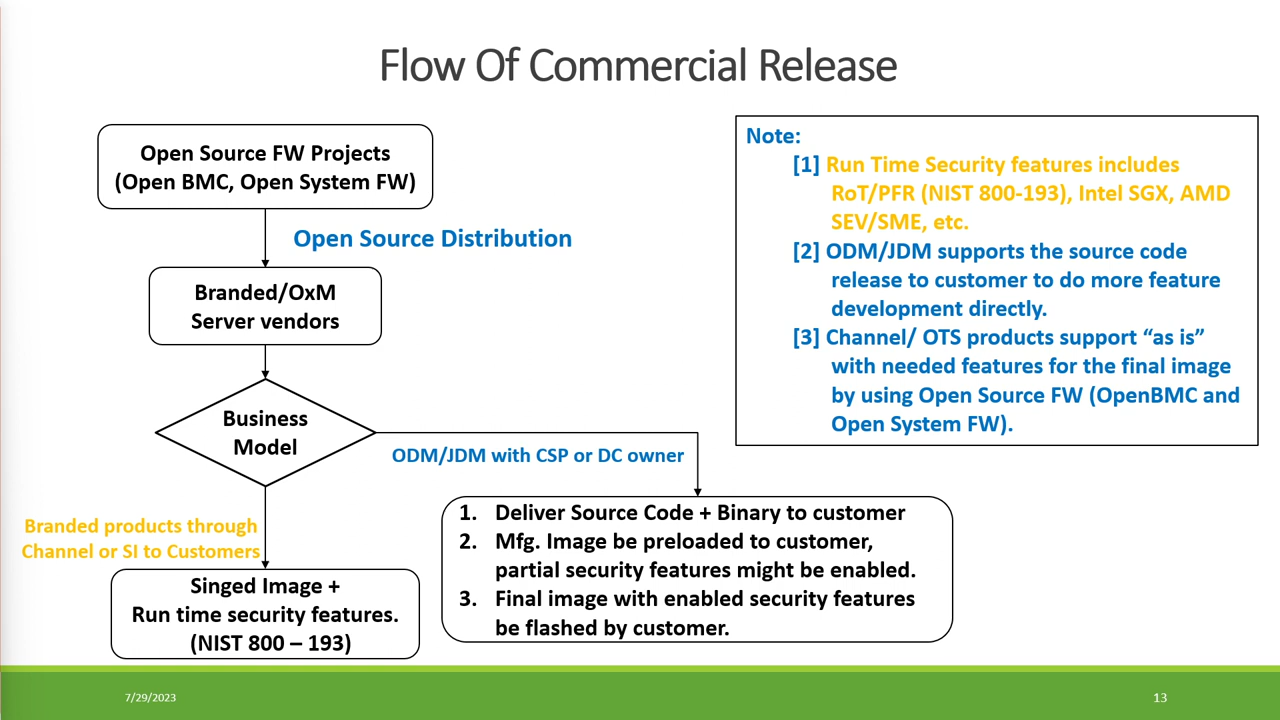 Flow Of Commercial Release
Open Source FW Projects
(Open BMC, Open System FW)
Open Source Distribution
Branded/OxM
Server vendors
Business
Model
ODM/JDM with CSP or DC owner
Branded products through
Channel or SI to Customers
Singed Image +
Run time security features.
(NIST 800 – 193)
1. Deliver Source Code + Binary to customer
2. Mfg. Image be preloaded to customer,
partial security features might be enabled.
3. Final image with enabled security features
be flashed by customer.
Note:
[1] Run Time Security features includes
RoT/PFR (NIST 800-193), Intel SGX, AMD
SEV/SME, etc.
[2] ODM/JDM supports the source code
release to customer to do more feature
development directly.
[3] Channel/ OTS products support “as is”
with needed features for the final image
by using Open Source FW (OpenBMC and
Open System FW).
7/29/2023
13